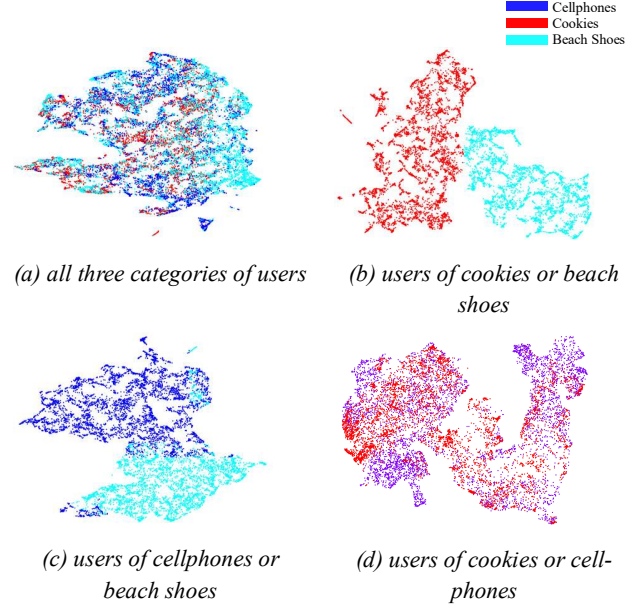 Cellphones
Cookies
Beach Shoes
(a) all three categories of users
(b) users of cookies or beach
shoes
(c) users of cellphones or
beach shoes
(d) users of cookies or cell-
phones